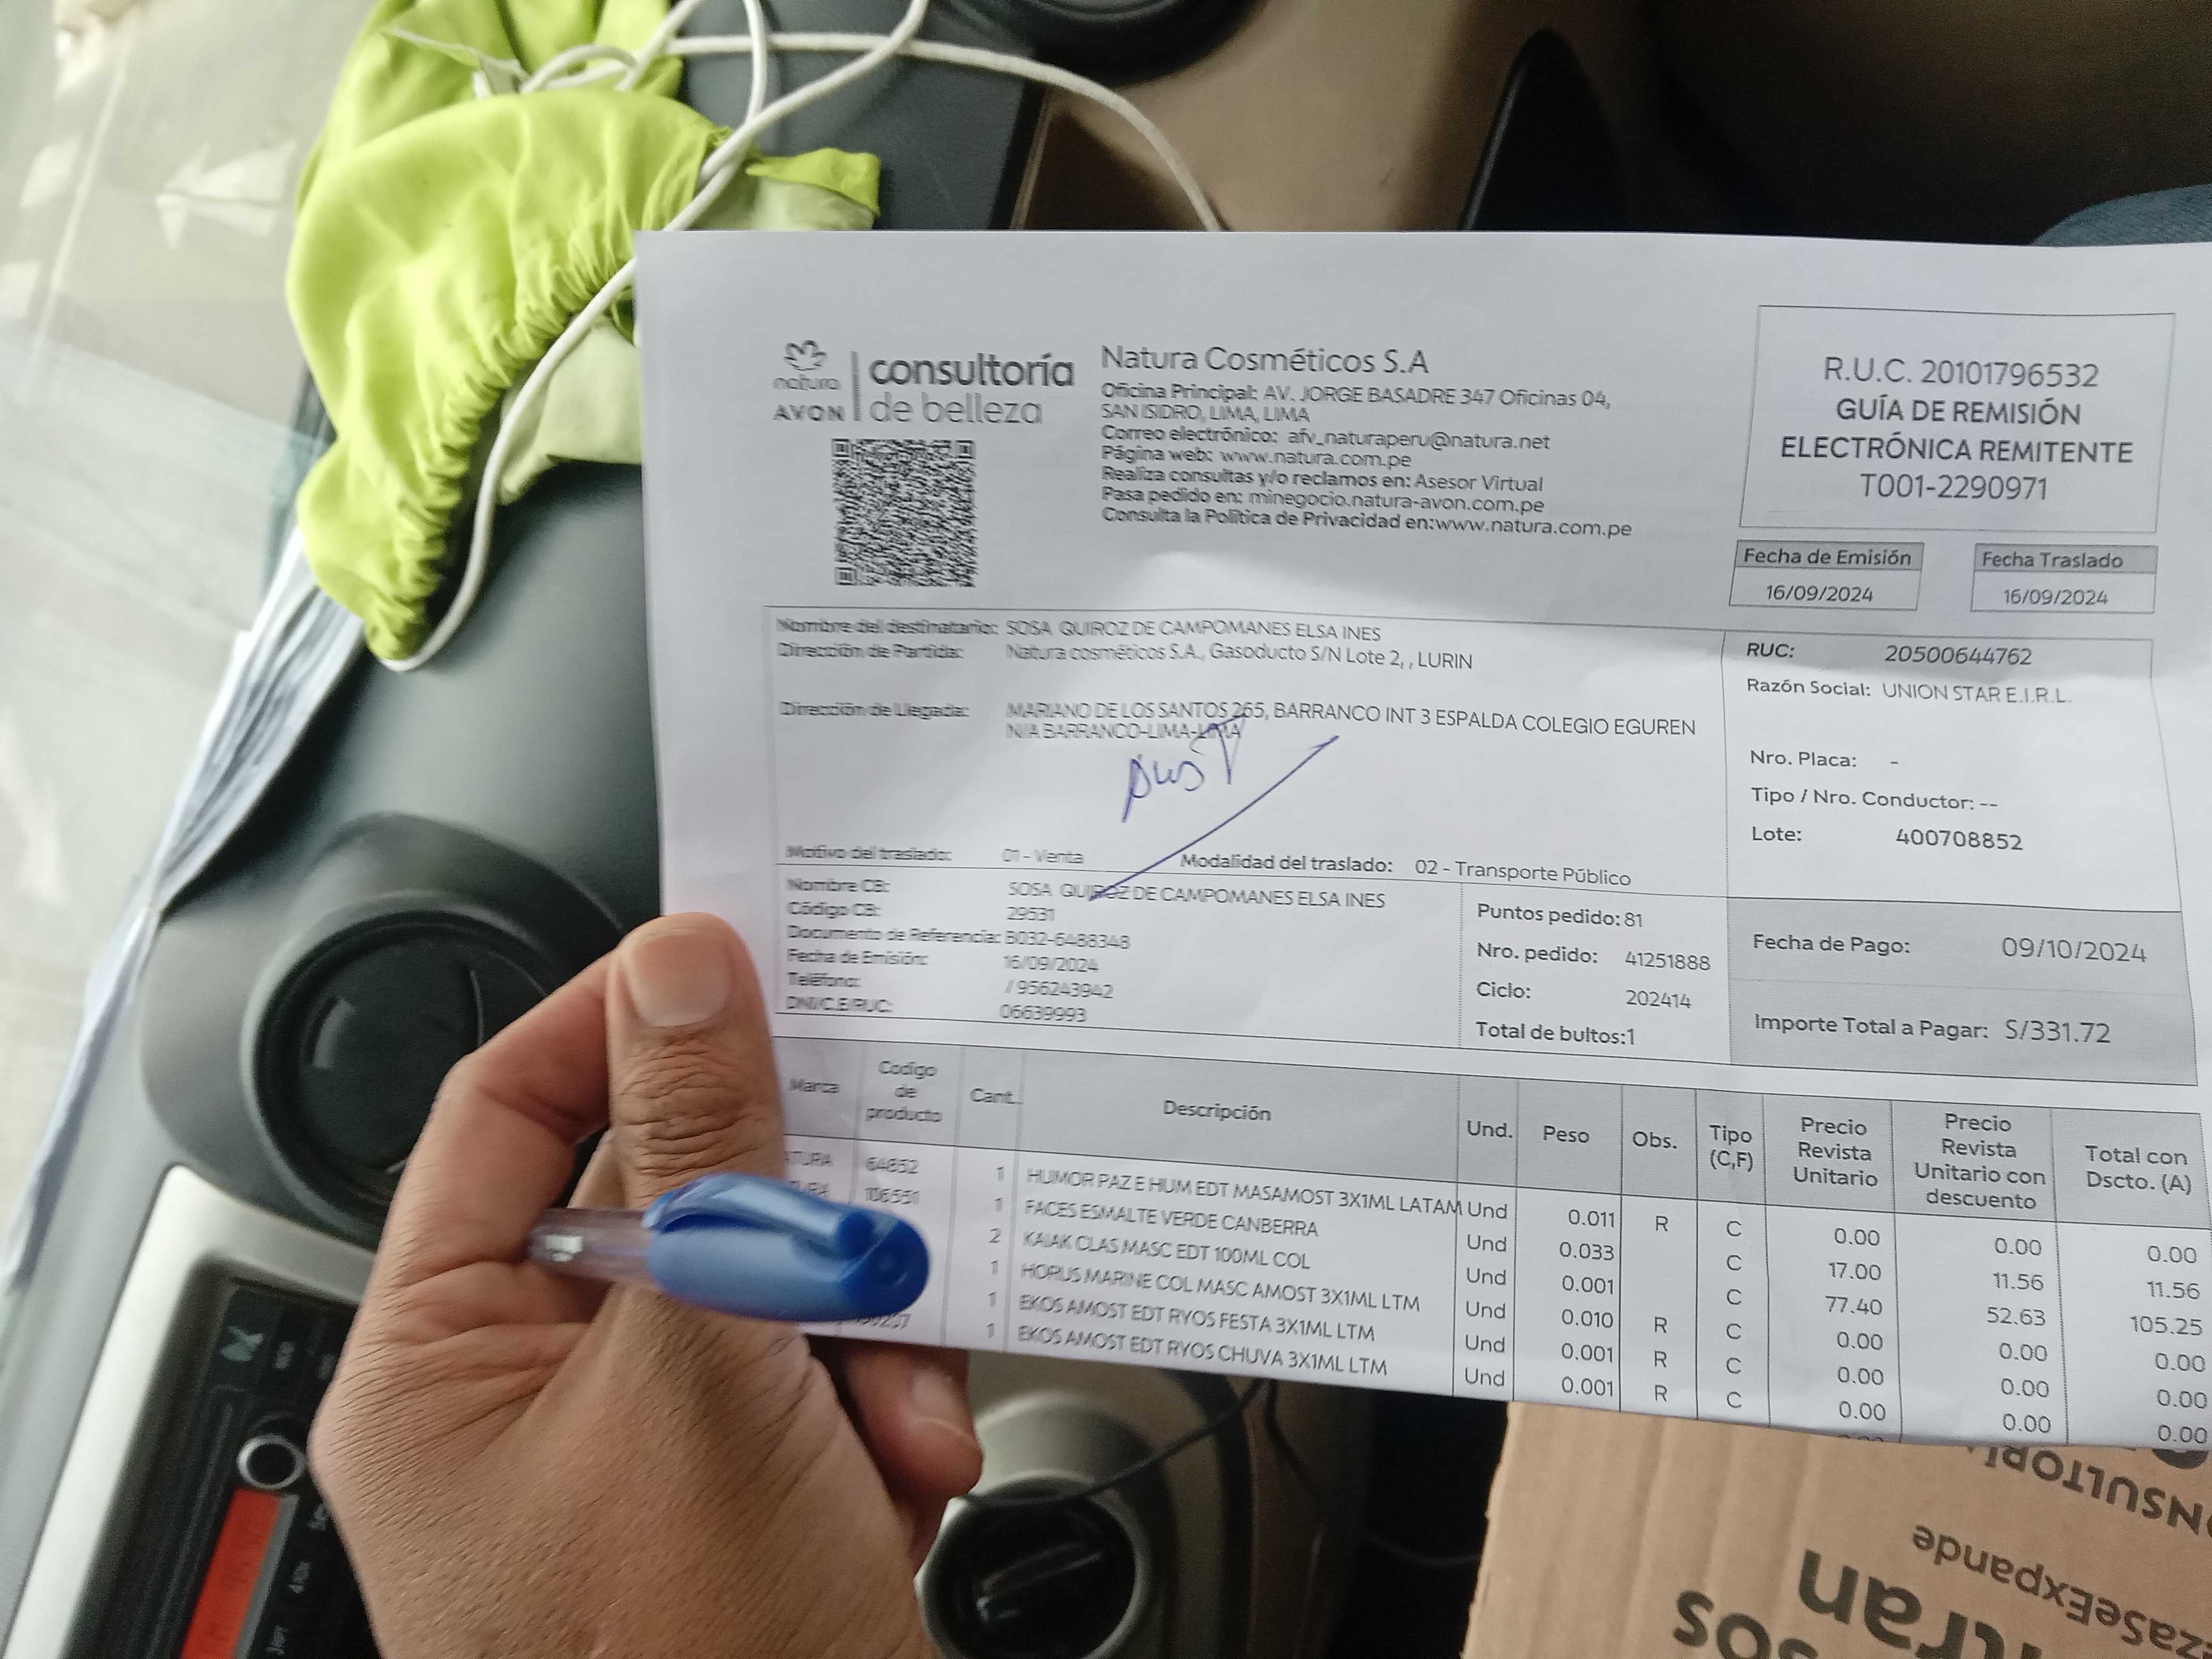 natura
AVON
consultoría
de belleza
Natura Cosméticos S.A
Oficina Principal: AV. JORGE BASADRE 347 Oficinas 04,
SAN ISIDRO, LIMA, LIMA
Correo electrónico: afv_naturaperu@natura.net
Página web: www.natura.com.pe
Realiza consultas y/o reclamos en: Asesor Virtual
Pasa pedido en: minegocio.natura-avon.com.pe
Consulta la Política de Privacidad en:www.natura.com.pe
R.U.C. 20101796532
GUÍA DE REMISIÓN
ELECTRÓNICA REMITENTE
T001-2290971
Fecha de Emisión Fecha Traslado
16/09/2024 16/09/2024
Nombre del destinatario: SOSA QUIROZ DE CAMPOMANES ELSA INES
Dirección de Partida: Natura cosméticos S.A., Gasoducto S/N Lote 2, , LURIN
Dirección de Llegada: MARIANO DE LOS SANTOS 265, BARRANCO INT 3 ESPALDA COLEGIO EGUREN
N/A BARRANCO-LIMA-LIMA
RUC: 20500644762
Razón Social: UNION STAR E.I.R.L.
Nro. Placa: -
Tipo / Nro. Conductor: --
Lote: 400708852
Motivo del traslado: 01 - Venta Modalidad del traslado: 02 - Transporte Público
Nombre CB: SOSA QUIROZ DE CAMPOMANES ELSA INES
Código CB: 29531
Documento de Referencia: B032-6488348
Fecha de Emisión: 16/09/2024
Teléfono: / 956243942
DNI/C.E/RUC: 06639993
Puntos pedido: 81
Nro. pedido: 41251888
Ciclo: 202414
Total de bultos:1
Fecha de Pago: 09/10/2024
Importe Total a Pagar: S/331.72
Marca Codigo de producto Cant. Descripción Und. Peso Obs. Tipo (C,F) Precio Revista Unitario Precio Revista Unitario con descuento Total con Dscto. (A)
ATURA 64852 1 HUMOR PAZ E HUM EDT MASAMOST 3X1ML LATAM Und 0.011 R C 0.00 0.00 0.00
TURA 106551 1 FACES ESMALTE VERDE CANBERRA Und 0.033 C 17.00 11.56 11.56
2 KAIAK CLAS MASC EDT 100ML COL Und 0.001 C 77.40 52.63 105.25
1 HORUS MARINE COL MASC AMOST 3X1ML LTM Und 0.010 R C 0.00 0.00 0.00
1 EKOS AMOST EDT RYOS FESTA 3X1ML LTM Und 0.001 R C 0.00 0.00 0.00
1 EKOS AMOST EDT RYOS CHUVA 3X1ML LTM Und 0.001 R C 0.00 0.00 0.00
ONSULTORÍA
ezaSeExpande